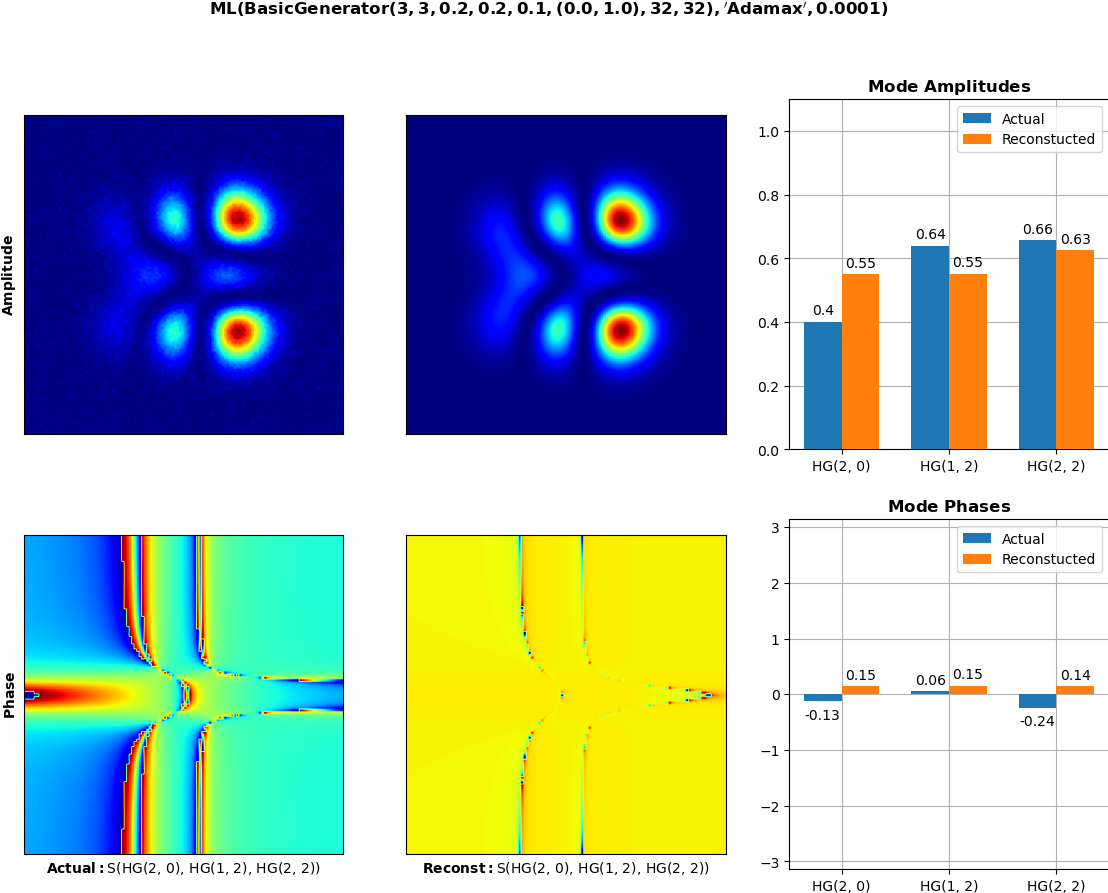 ML(BasicGenerator(3, 3, 0.2, 0.2, 0.1, (0.0, 1.0), 32, 32), ′Adamax′, 0.0001)
Amplitude
Mode Amplitudes
Actual
Reconstucted
1.0
0.8
0.6
0.4
0.2
0.0
0.4
0.55
0.64
0.55
0.66
0.63
HG(2, 0)
HG(1, 2)
HG(2, 2)
Phase
Actual: S(HG(2, 0), HG(1, 2), HG(2, 2))
Reconst: S(HG(2, 0), HG(1, 2), HG(2, 2))
Mode Phases
Actual
Reconstucted
3
2
1
0
−1
−2
−3
-0.13
0.15
0.06
0.15
-0.24
0.14
HG(2, 0)
HG(1, 2)
HG(2, 2)